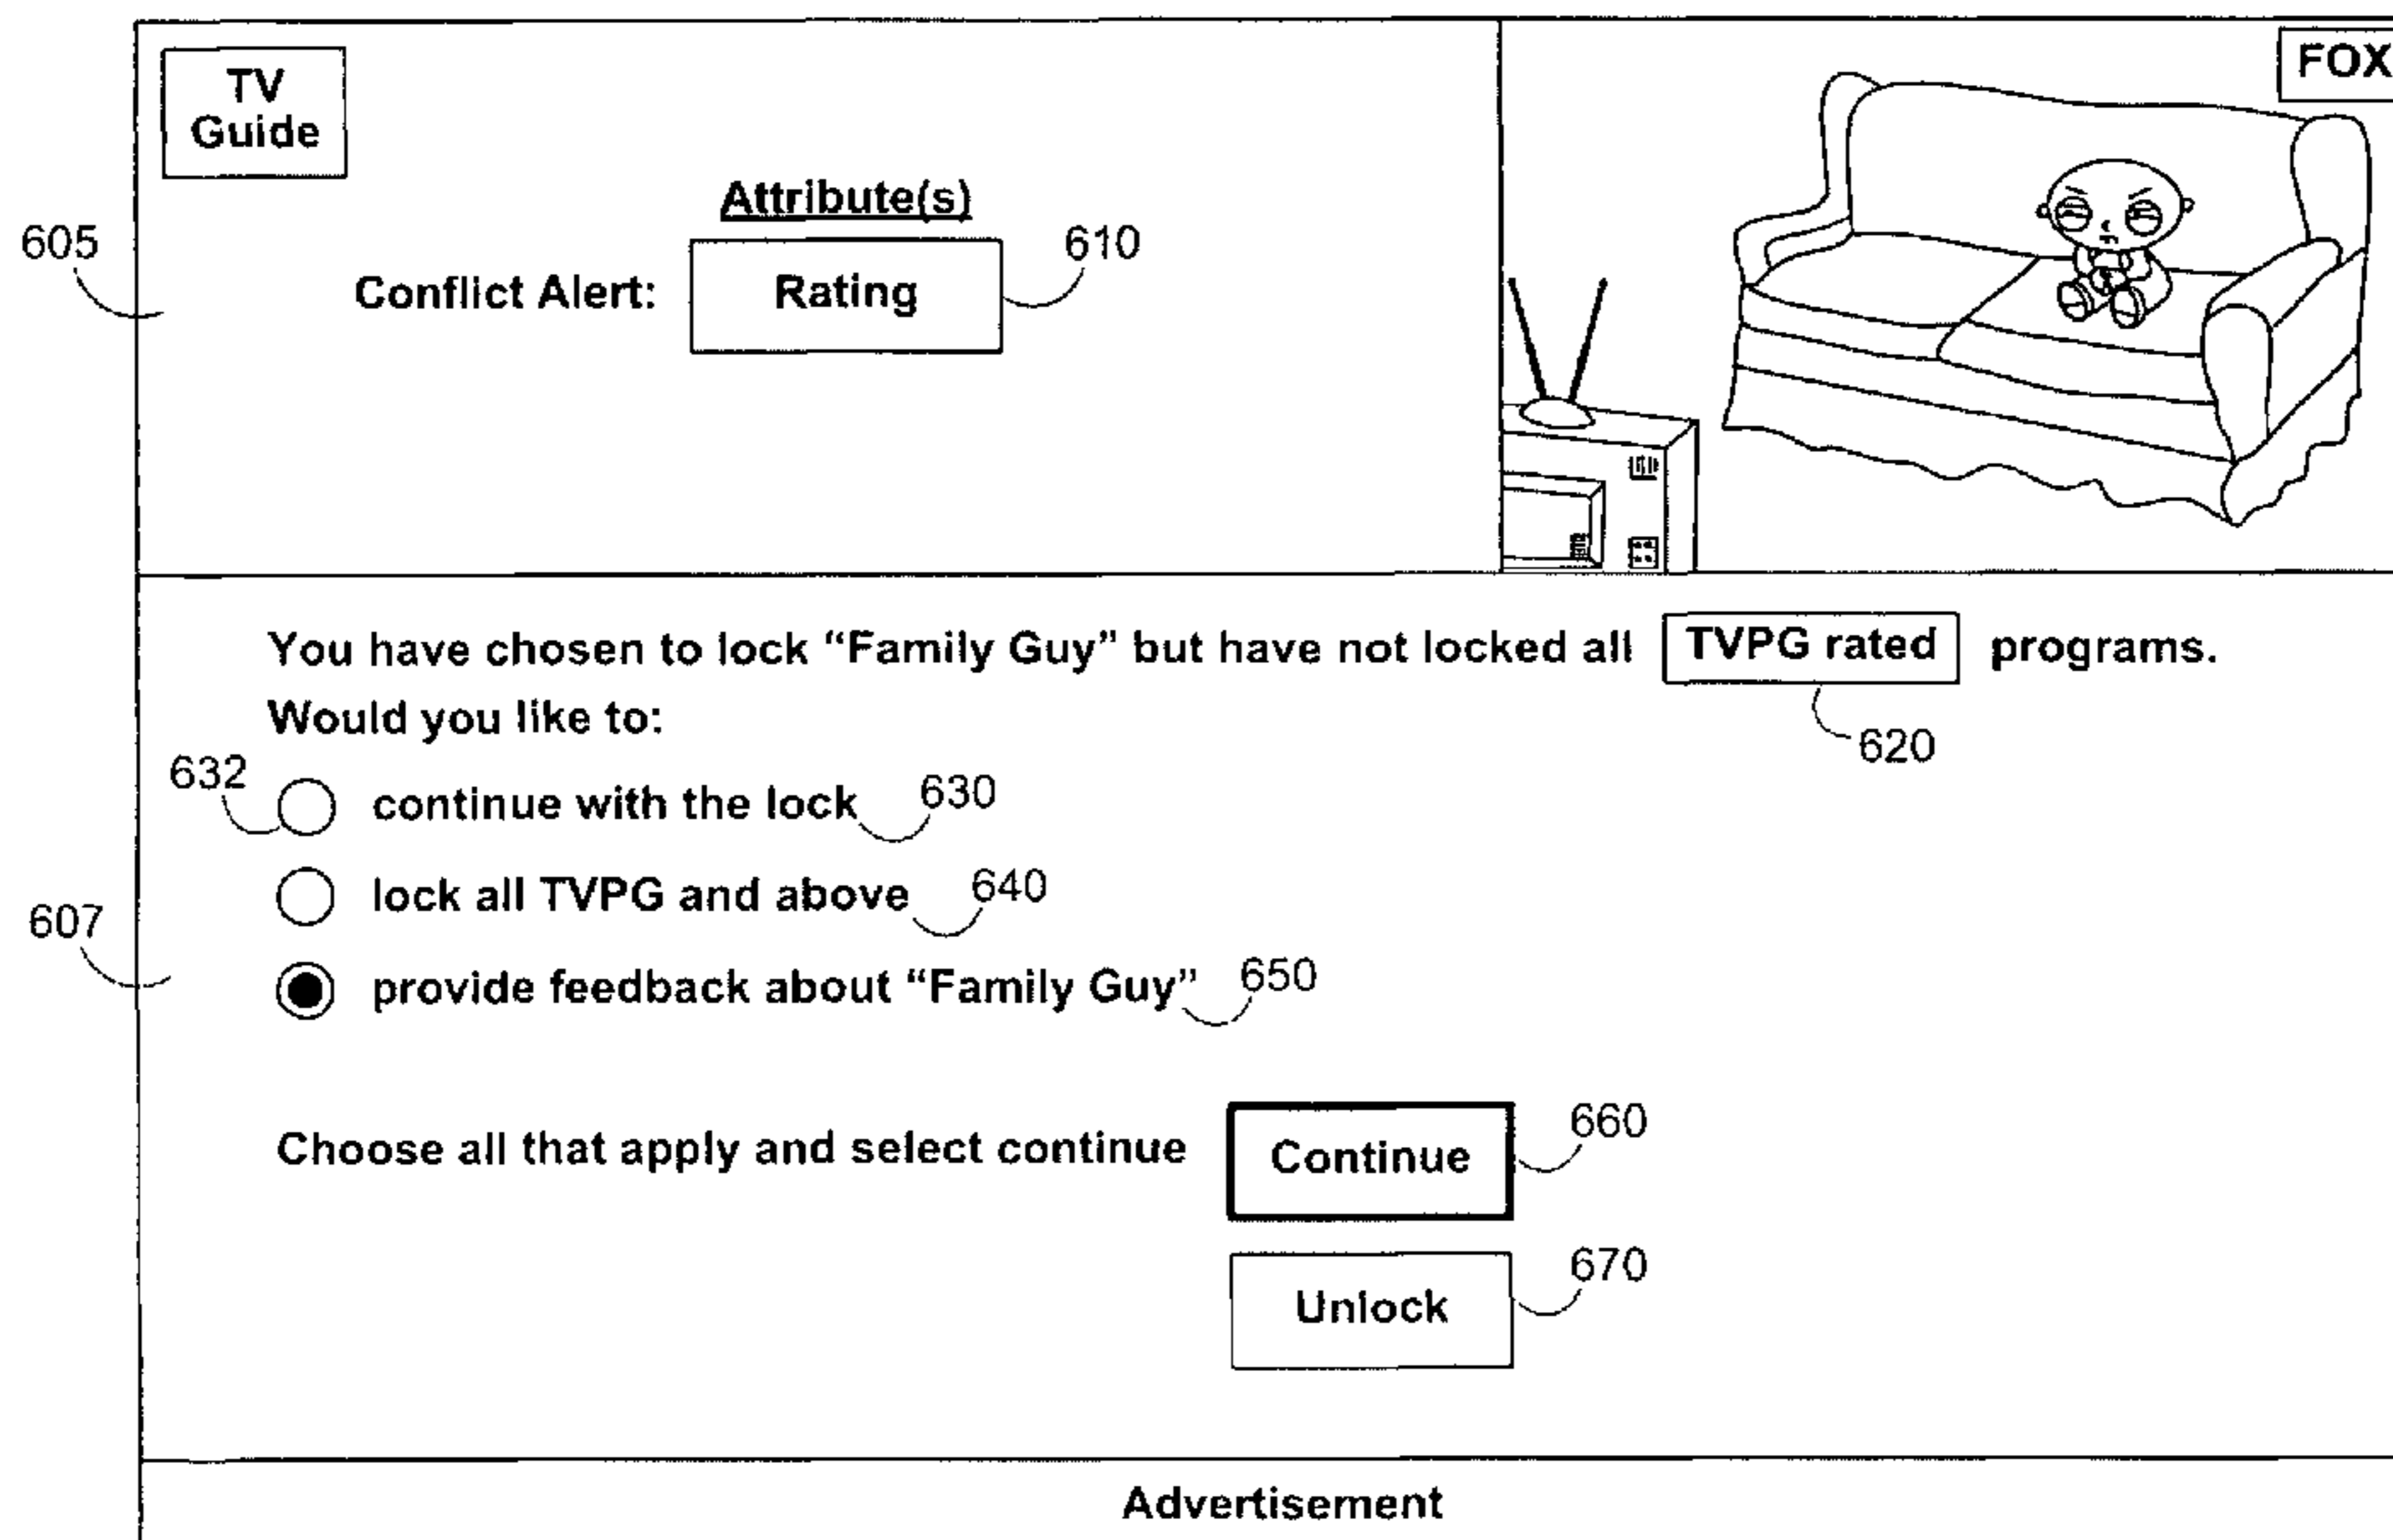 TV
Guide
FOX
Attribute(s)
605
610
Conflict Alert:
Rating
You have chosen to lock “Family Guy” but have not locked all TVPG rated programs.
Would you like to:
620
632
continue with the lock
630
lock all TVPG and above
640
607
provide feedback about “Family Guy”
650
Choose all that apply and select continue
Continue
660
Unlock
670
Advertisement